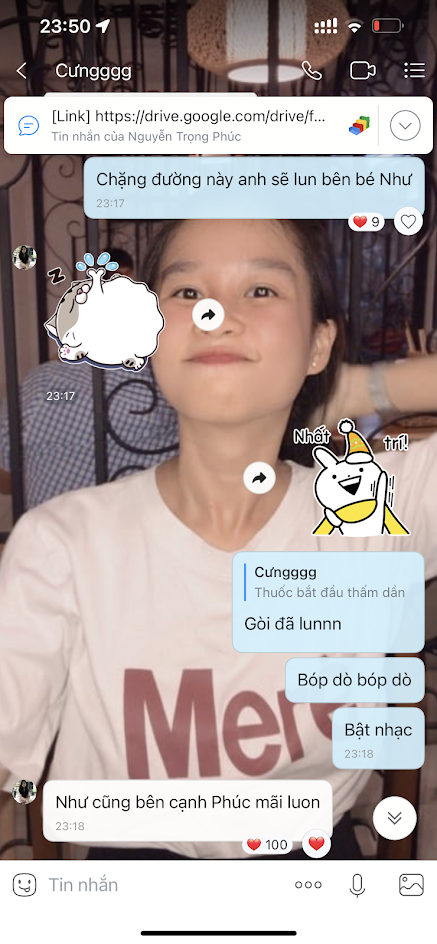 23:50
Cưngggg
[Link] https://drive.google.com/drive/f...
Tin nhắn của Nguyễn Trọng Phúc
Chặng đường này anh sẽ lun bên bé Như
23:17
9
z
z
23:17
Nhất trí!
Cưngggg
Thuốc bắt đầu thấm dần
Gòi đã lunnn
Bóp dò bóp dò
Mere
Bật nhạc
23:18
Như cũng bên cạnh Phúc mãi luon
23:18
100
Tin nhắn